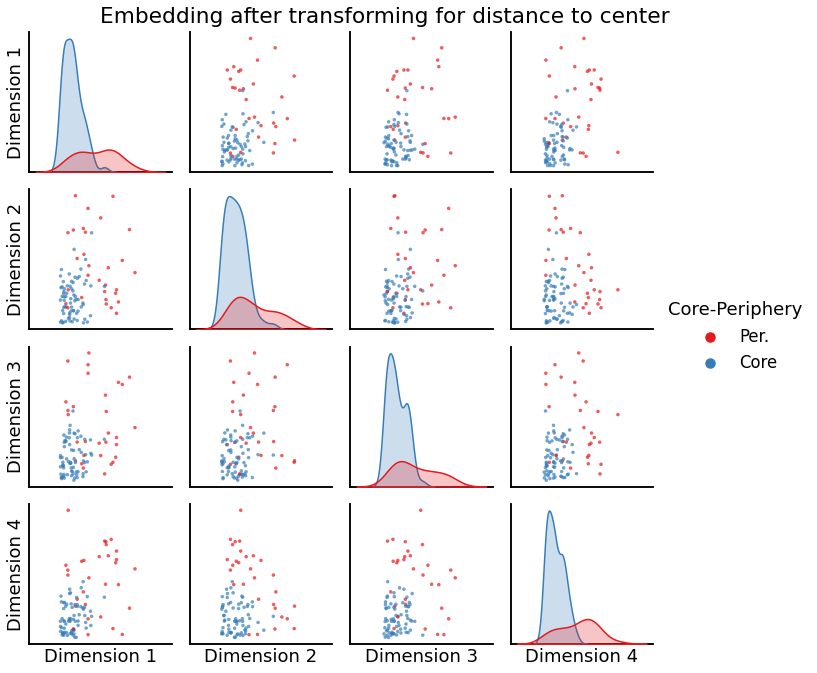 Embedding after transforming for distance to center
Dimension 1
Dimension 2
Dimension 3
Dimension 4
Core-Periphery
Per.
Core
Dimension 1
Dimension 2
Dimension 3
Dimension 4